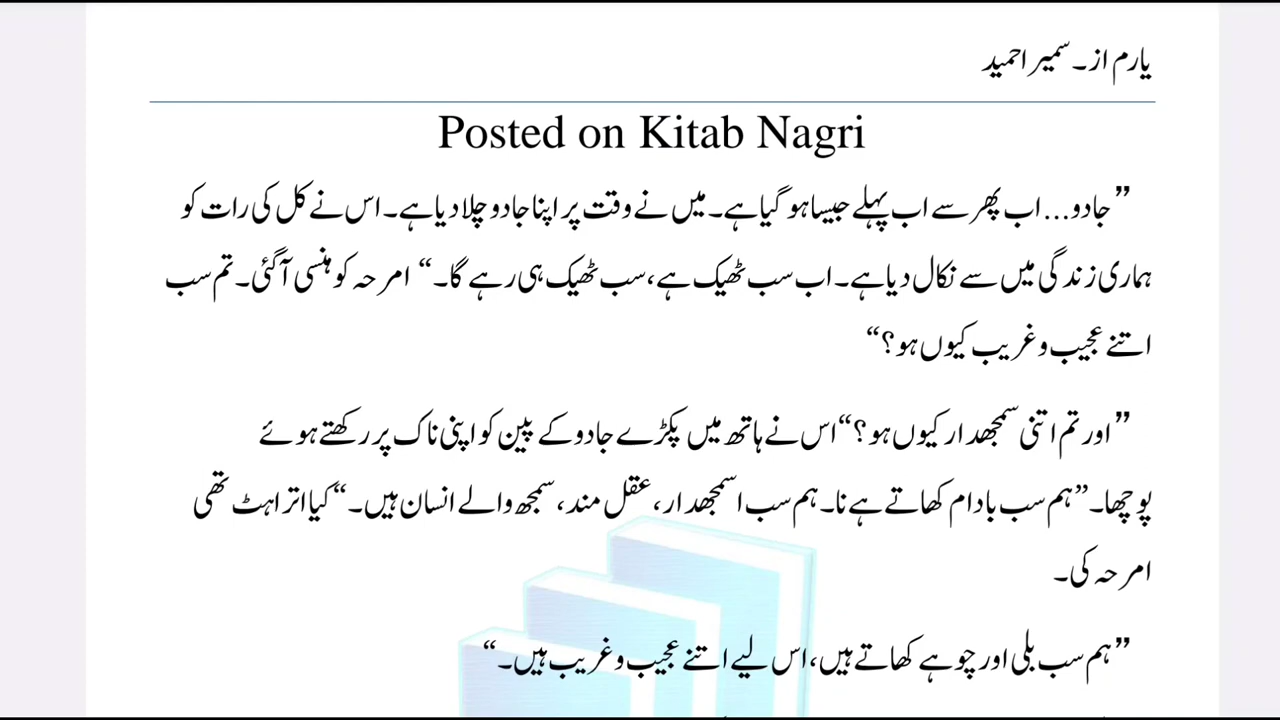 یارم از۔ سمیر احمید
Posted on Kitab Nagri
”جادو... اب پھر سے اب پہلے جیسا ہو گیا ہے۔ میں نے وقت پر اپنا جادو چلا دیا ہے۔ اس نے کل کی رات کو
ہماری زندگی میں سے نکال دیا ہے۔ اب سب ٹھیک ہے، سب ٹھیک ہی رہے گا۔“ امرحہ کو ہنسی آ گئی۔ تم سب
اتنے عجیب و غریب کیوں ہو؟“
”اور تم اتنی سمجھدار کیوں ہو؟“ اس نے ہاتھ میں پکڑے جادو کے پین کو اپنی ناک پر رکھتے ہوئے
پوچھا۔ ”ہم سب بادام کھاتے ہے نا۔ ہم سب اسمجھدار، عقل مند، سمجھ والے انسان ہیں۔“ کیا اتراہٹ تھی
امرحہ کی۔
”ہم سب بلی اور چوہے کھاتے ہیں، اس لیے اتنے عجیب و غریب ہیں۔“